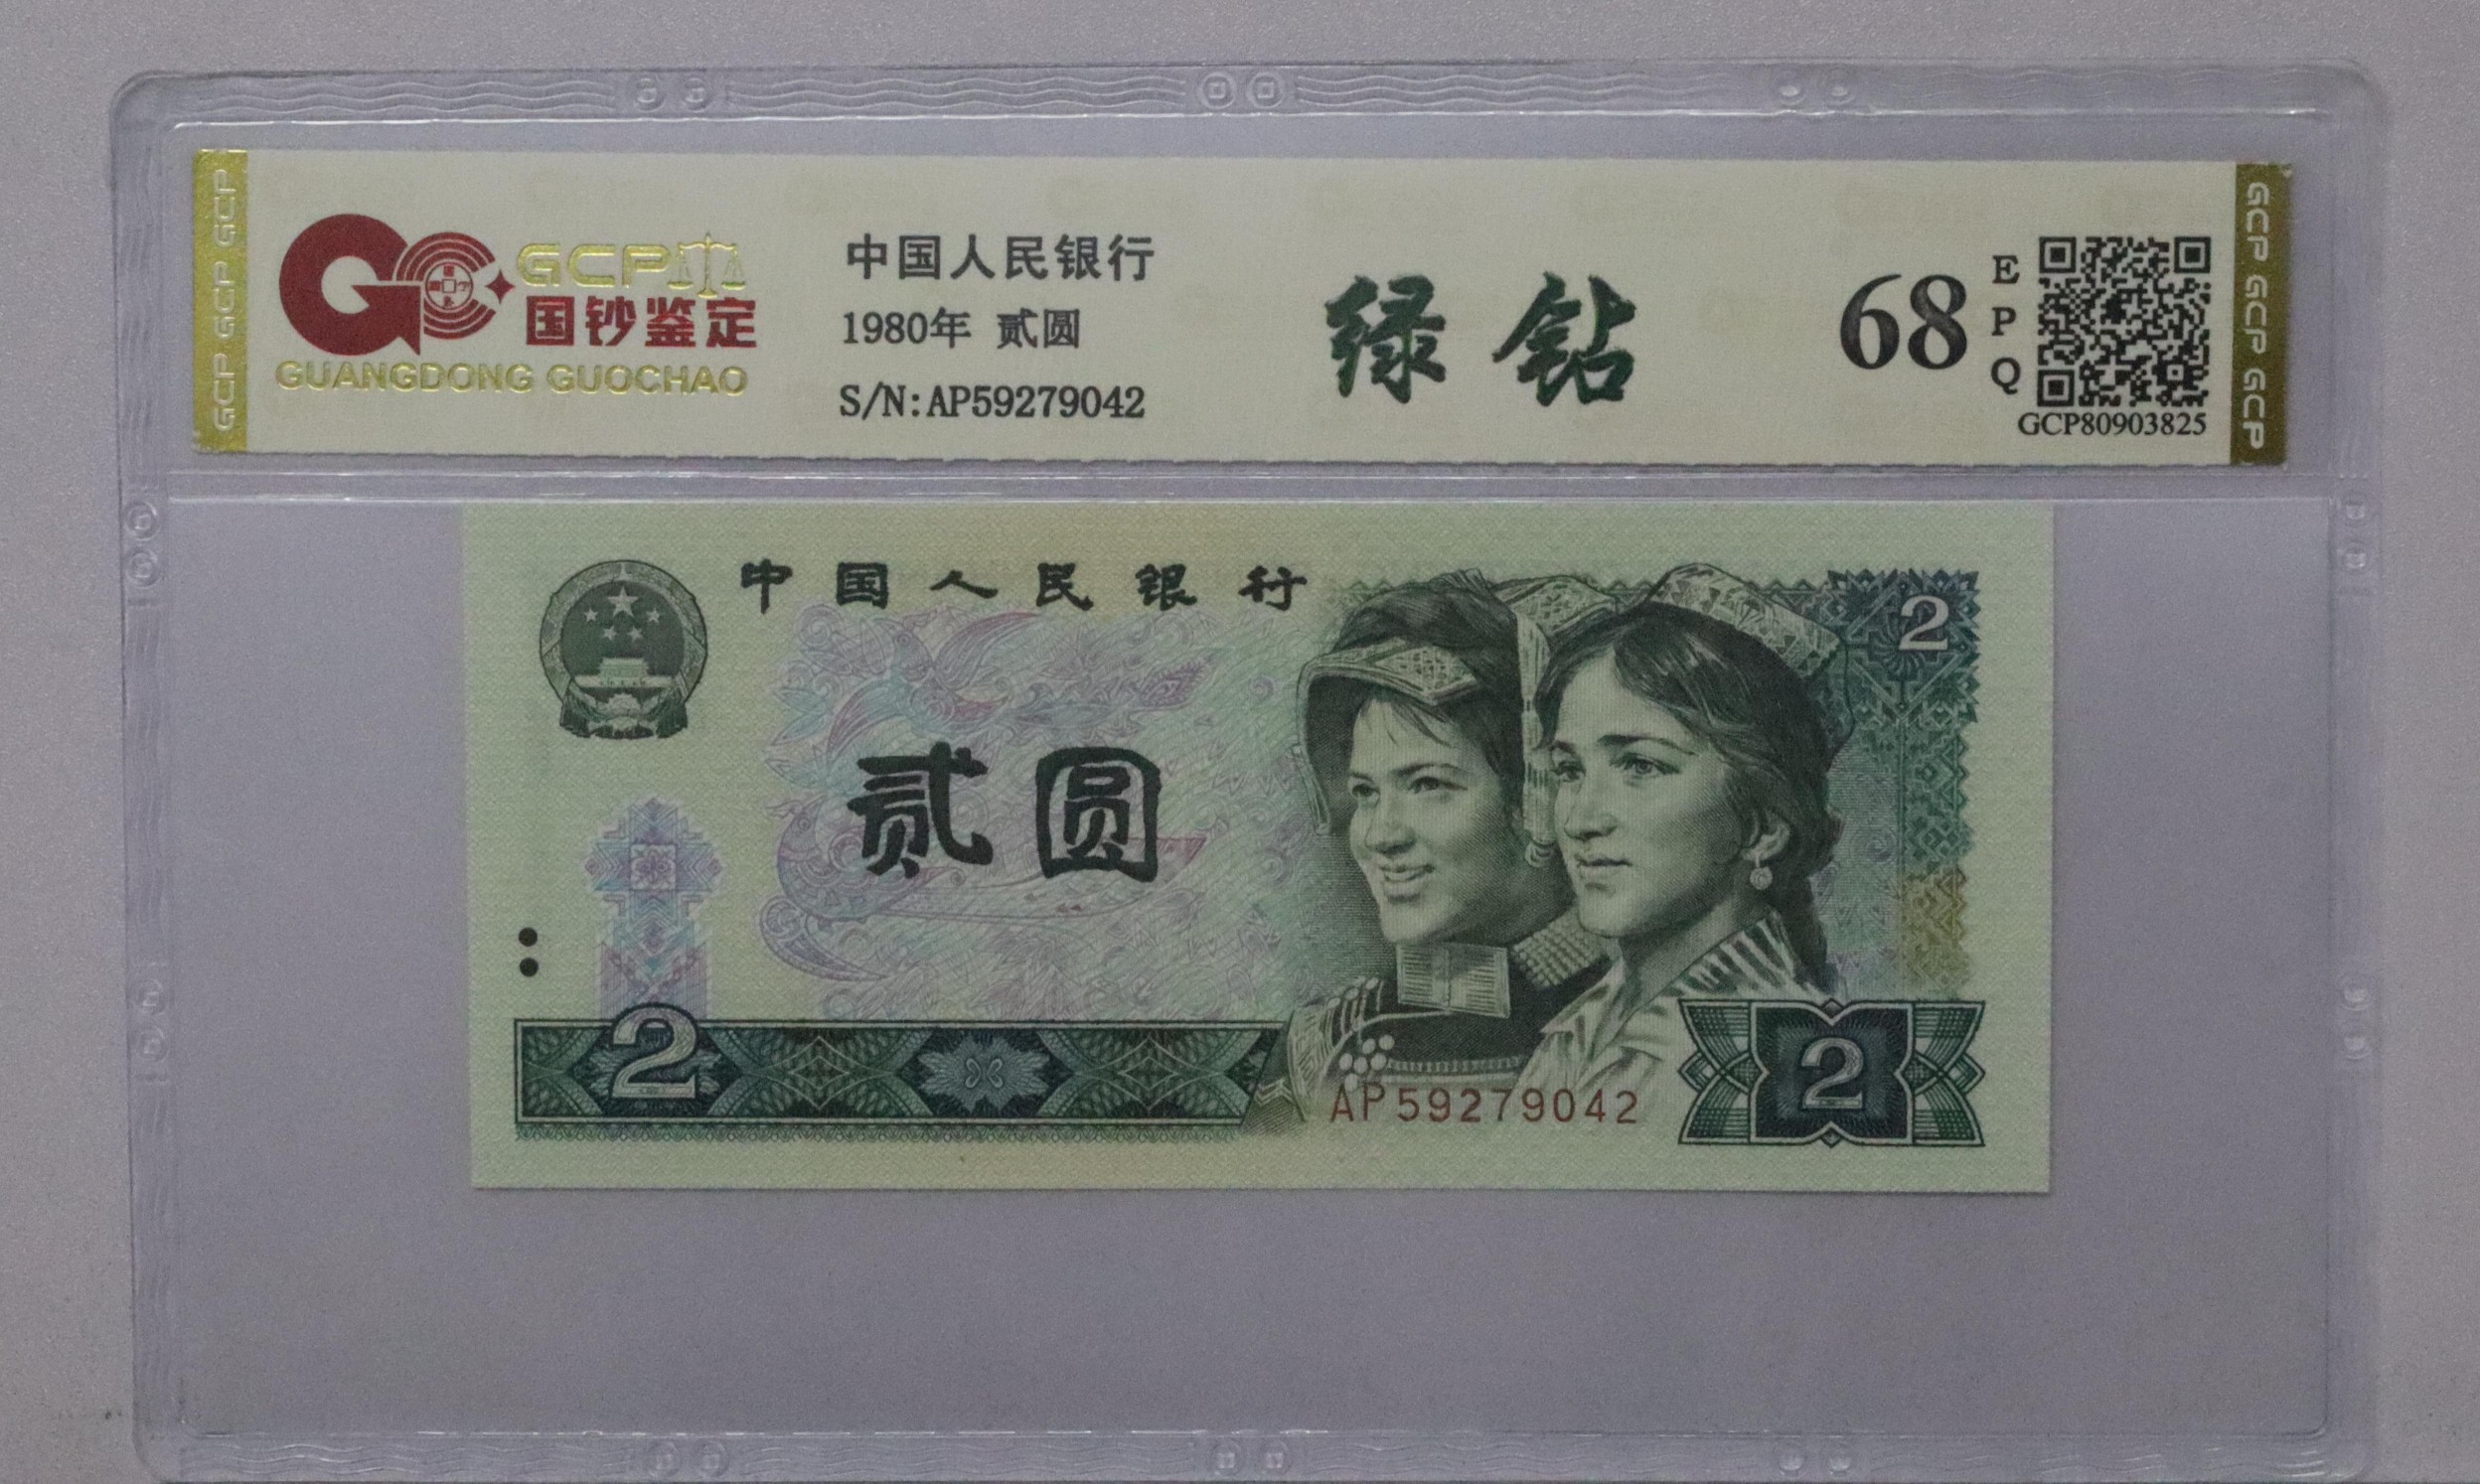 GCP GCP GCP
GCP
国钞鉴定
GUANGDONG GUOCHAO
中国人民银行
1980年 贰圆
S/N:AP59279042
绿钻
68
E
P
Q
GCP80903825
GCP GCP GCP
中国人民银行
2
贰圆
2
AP59279042
2